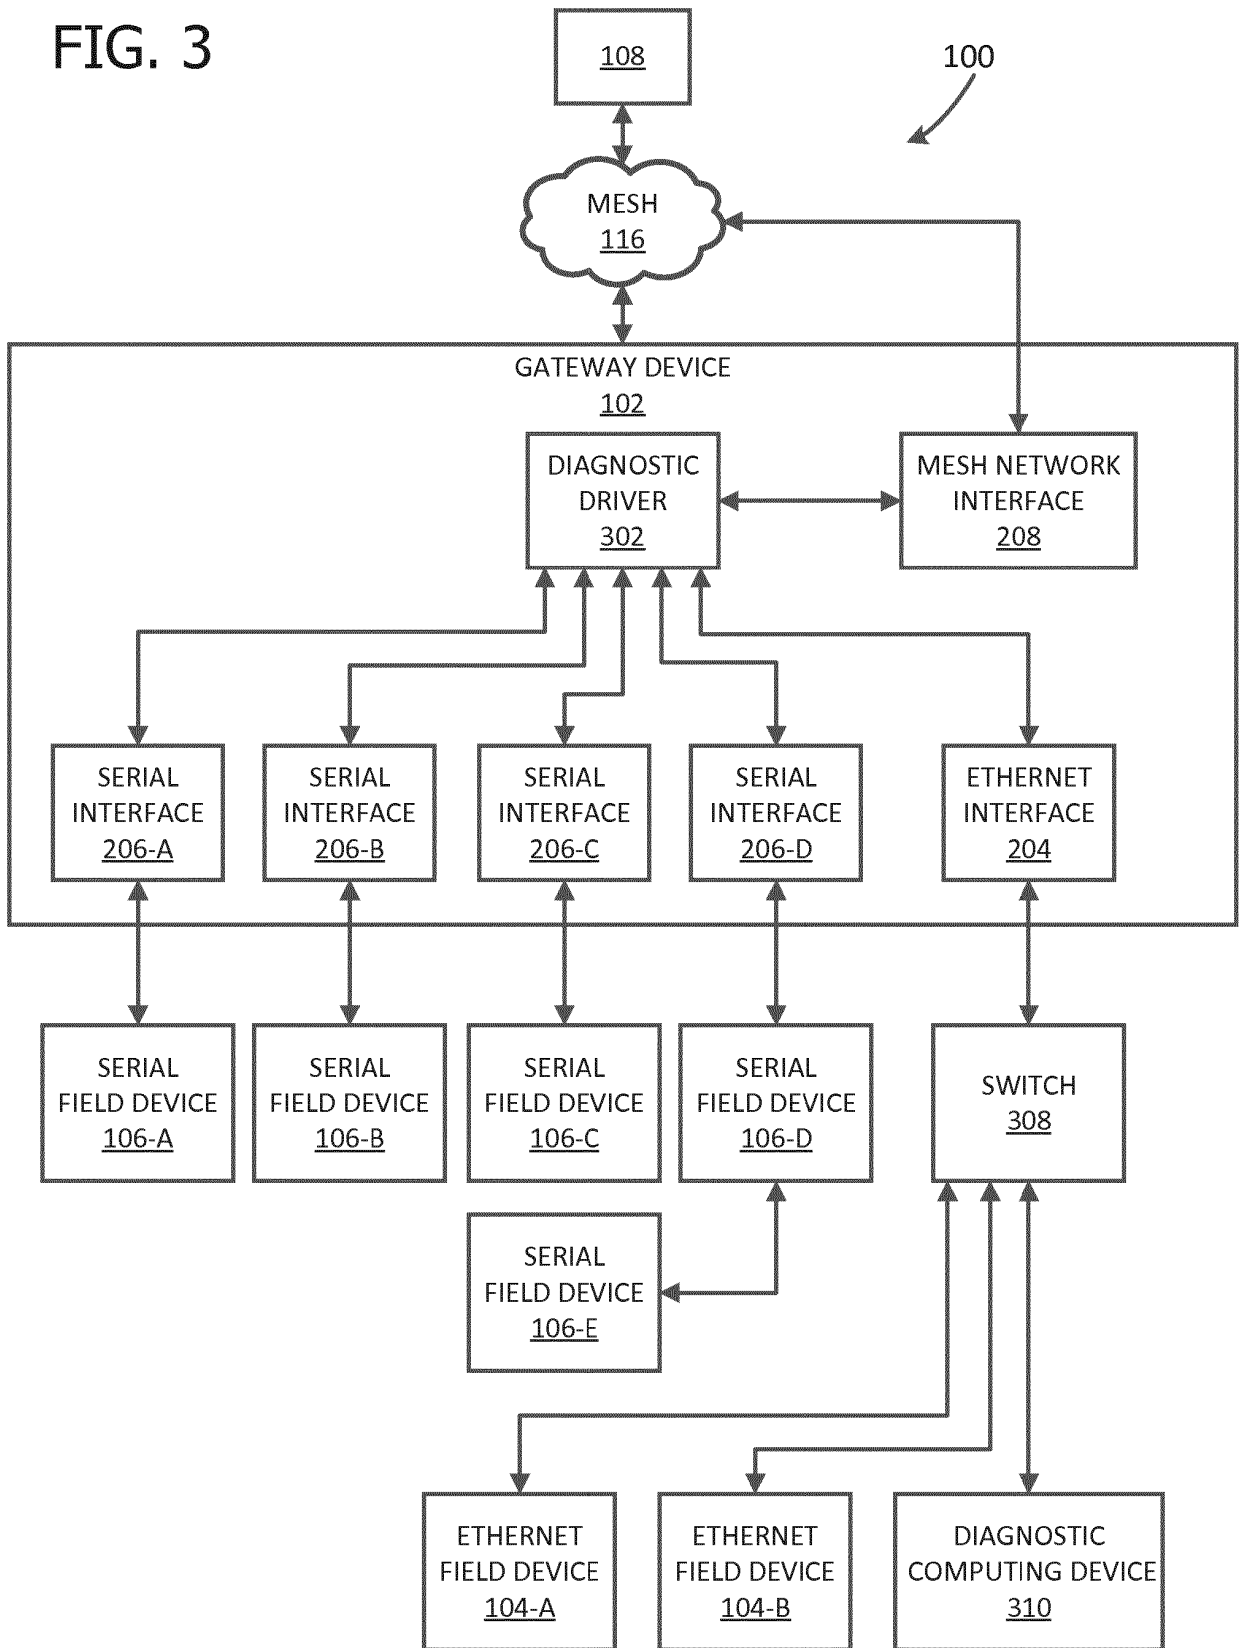 FIG. 3
108
100
MESH
116
GATEWAY DEVICE
102
DIAGNOSTIC
DRIVER
302
MESH NETWORK
INTERFACE
208
SERIAL
INTERFACE
206-A
SERIAL
INTERFACE
206-B
SERIAL
INTERFACE
206-C
SERIAL
INTERFACE
206-D
ETHERNET
INTERFACE
204
SERIAL
FIELD DEVICE
106-A
SERIAL
FIELD DEVICE
106-B
SERIAL
FIELD DEVICE
106-C
SERIAL
FIELD DEVICE
106-D
SWITCH
308
SERIAL
FIELD DEVICE
106-E
ETHERNET
FIELD DEVICE
104-A
ETHERNET
FIELD DEVICE
104-B
DIAGNOSTIC
COMPUTING DEVICE
310